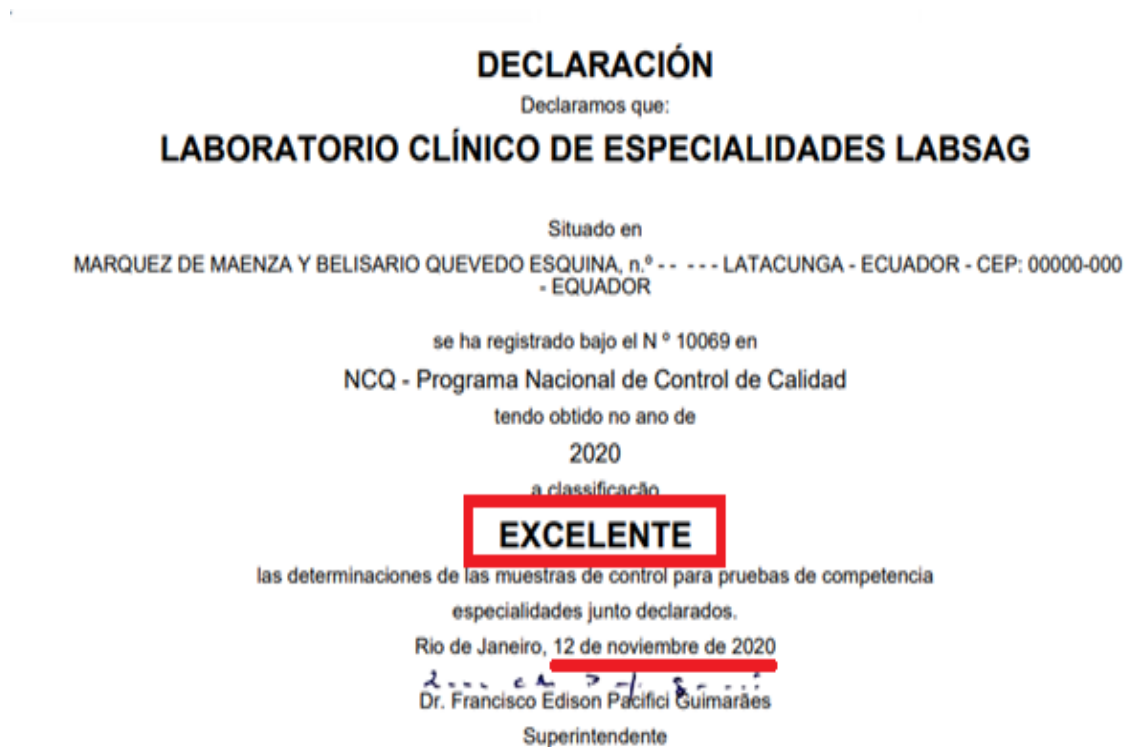 DECLARACIÓN
Declaramos que:
LABORATORIO CLÍNICO DE ESPECIALIDADES LABSAG
Situado en
MARQUEZ DE MAENZA Y BELISARIO QUEVEDO ESQUINA, n.º - - - - - LATACUNGA - ECUADOR - CEP: 00000-000
- EQUADOR
se ha registrado bajo el N º 10069 en
NCQ - Programa Nacional de Control de Calidad
tendo obtido no ano de
2020
a classificação
EXCELENTE
las determinaciones de las muestras de control para pruebas de competencia
especialidades junto declarados.
Rio de Janeiro, 12 de noviembre de 2020
Dr. Francisco Edison Pacifici Guimarães
Superintendente